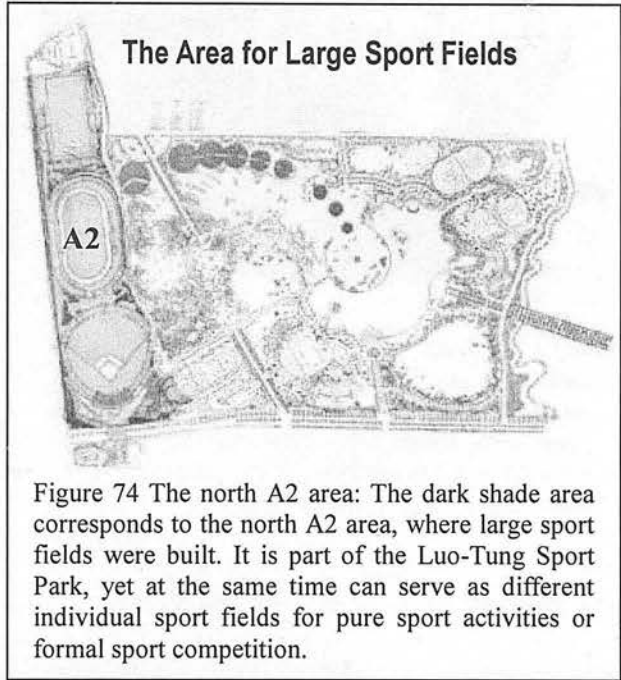 The Area for Large Sport Fields
A2
Figure 74 The north A2 area: The dark shade area
corresponds to the north A2 area, where large sport
fields were built. It is part of the Luo-Tung Sport
Park, yet at the same time can serve as different
individual sport fields for pure sport activities or
formal sport competition.